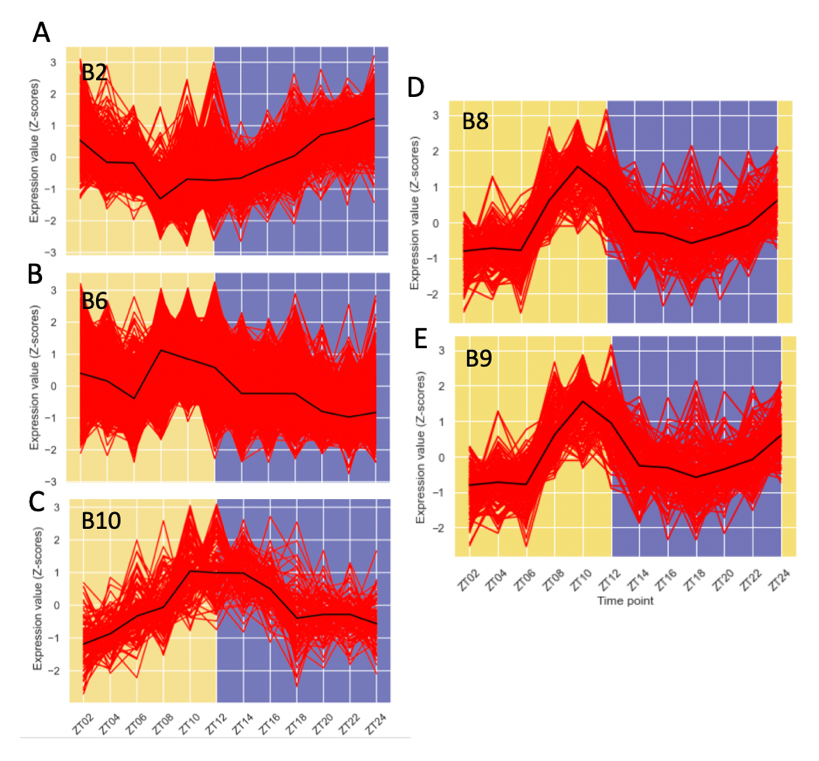 A
B2
Expression value (Z-scores)
3
2
1
0
−1
−2
−3
B
B6
Expression value (Z-scores)
3
2
1
0
−1
−2
−3
C
B10
Expression value (Z-scores)
3
2
1
0
−1
−2
ZT02 ZT04 ZT06 ZT08 ZT10 ZT12 ZT14 ZT16 ZT18 ZT20 ZT22 ZT24
D
B8
Expression value (Z-scores)
3
2
1
0
−1
−2
E
B9
Expression value (Z-scores)
3
2
1
0
−1
−2
ZT02 ZT04 ZT06 ZT08 ZT10 ZT12 ZT14 ZT16 ZT18 ZT20 ZT22 ZT24
Time point